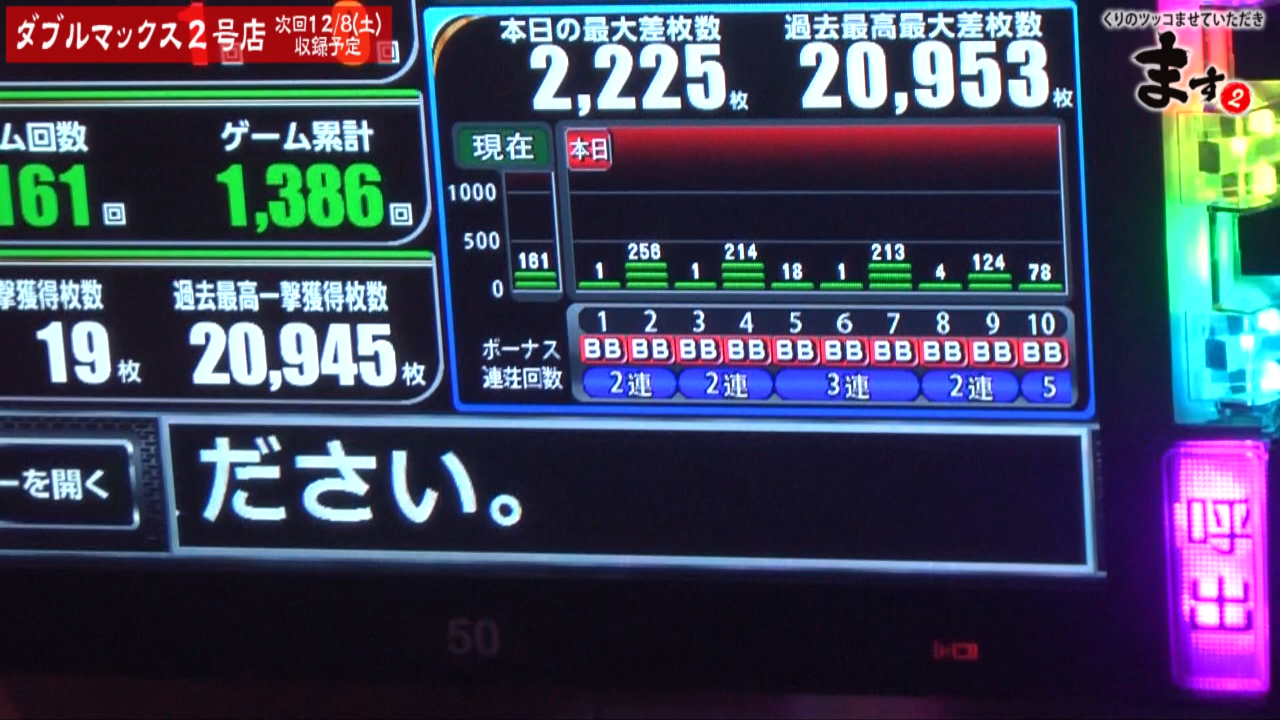 ダブルマックス2号店
次回12/8(土)
収録予定
くりのツッコませていただき
ます2
本日の最大差枚数
2,225枚
過去最高最大差枚数
20,953枚
ム回数
161回
ゲーム累計
1,386回
撃獲得枚数
19枚
過去最高一撃獲得枚数
20,945枚
現在
本日
1000
500
0
161
1 256 1 214 18 1 213 4 124 78
1 2 3 4 5 6 7 8 9 10
ボーナス BB BB BB BB BB BB BB BB BB BB
連荘回数 2連 2連 3連 2連 5
ーを開く
ださい。
呼出
50